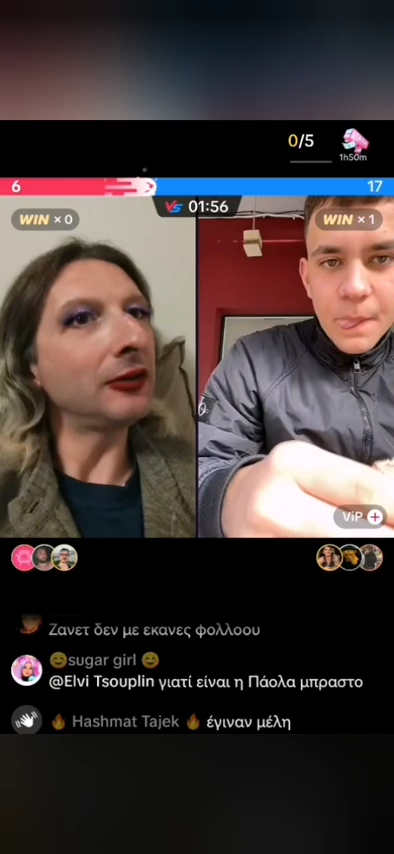 0/5
1h50m
6
17
VS 01:56
WIN × 0
WIN × 1
ViP +
Ζανετ δεν με εκανες φολλοου
sugar girl
@Elvi Tsouplin γιατί είναι η Πάολα μπραστο
Hashmat Tajek
έγιναν μέλη